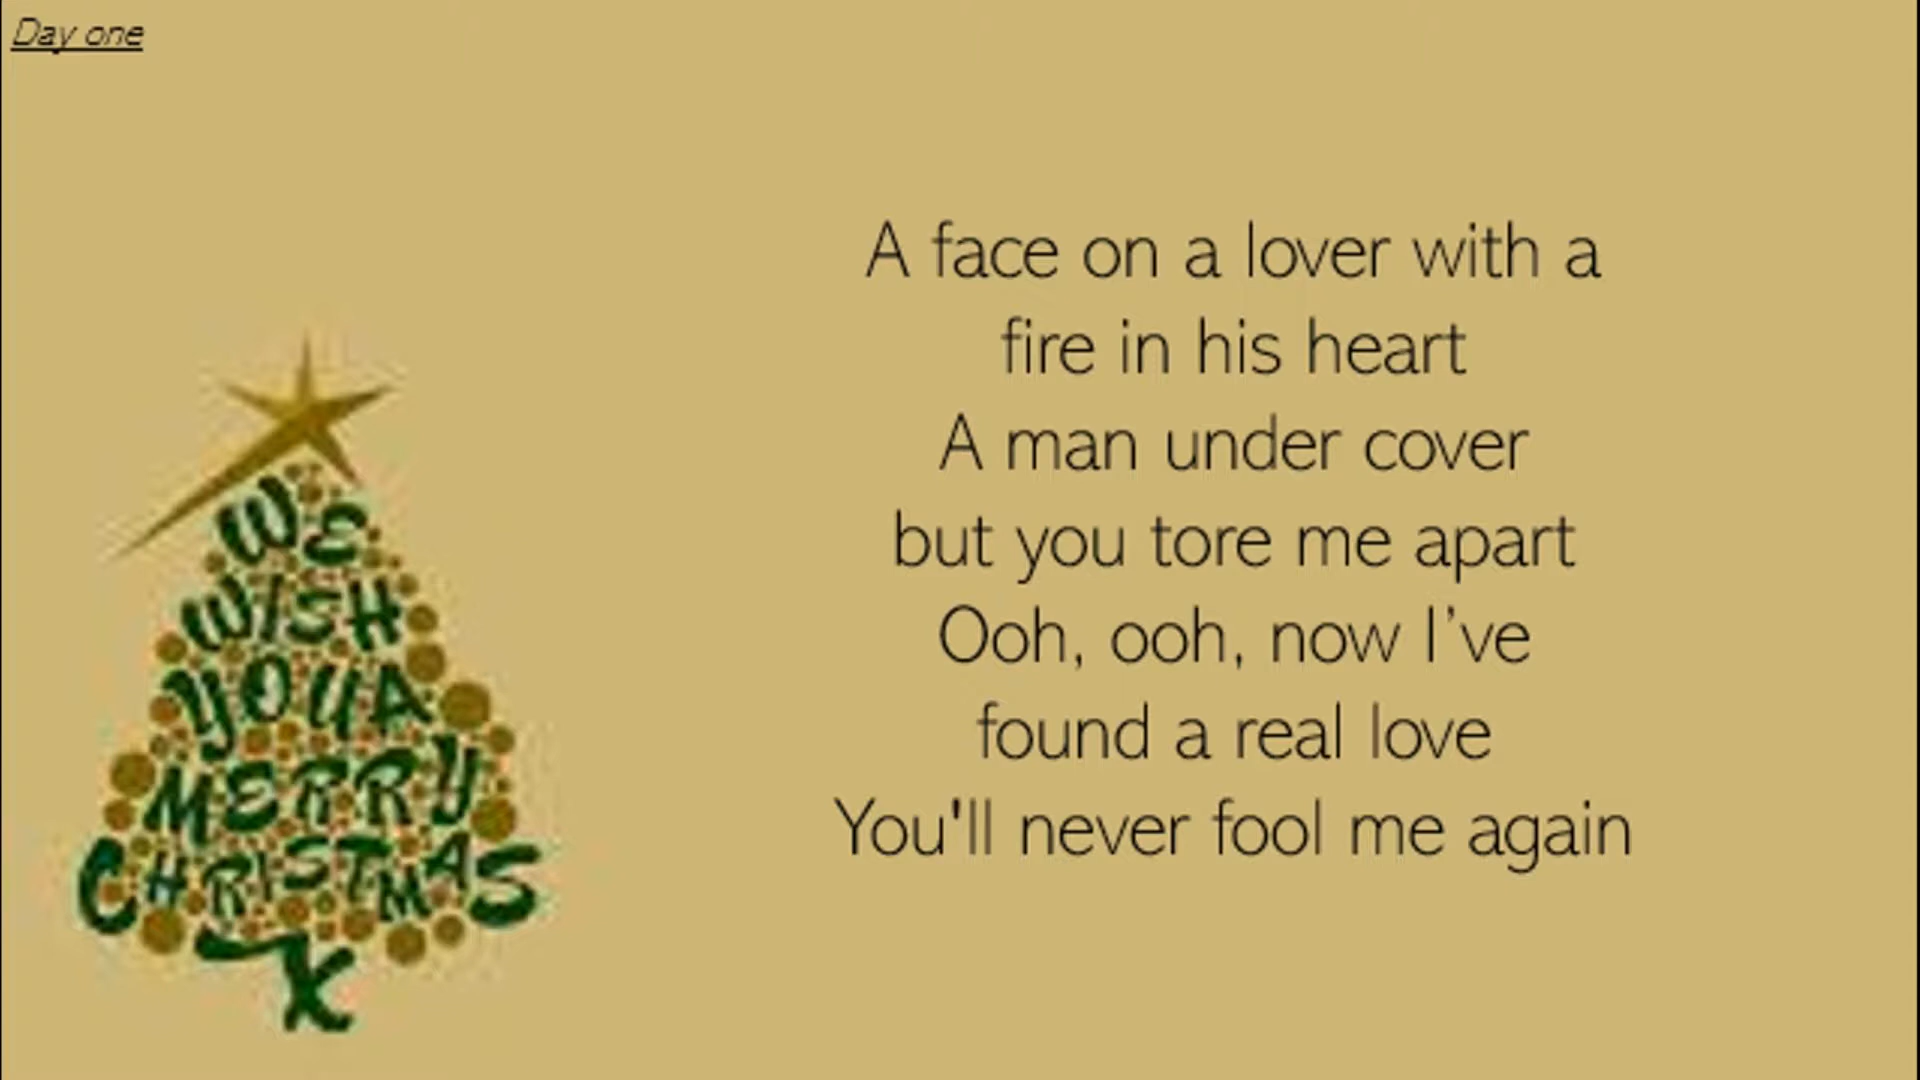 Day one
A face on a lover with a
fire in his heart
A man under cover
but you tore me apart
Ooh, ooh, now I’ve
found a real love
You'll never fool me again
WE
WISH
YOU A
MERRY
CHRISTMAS